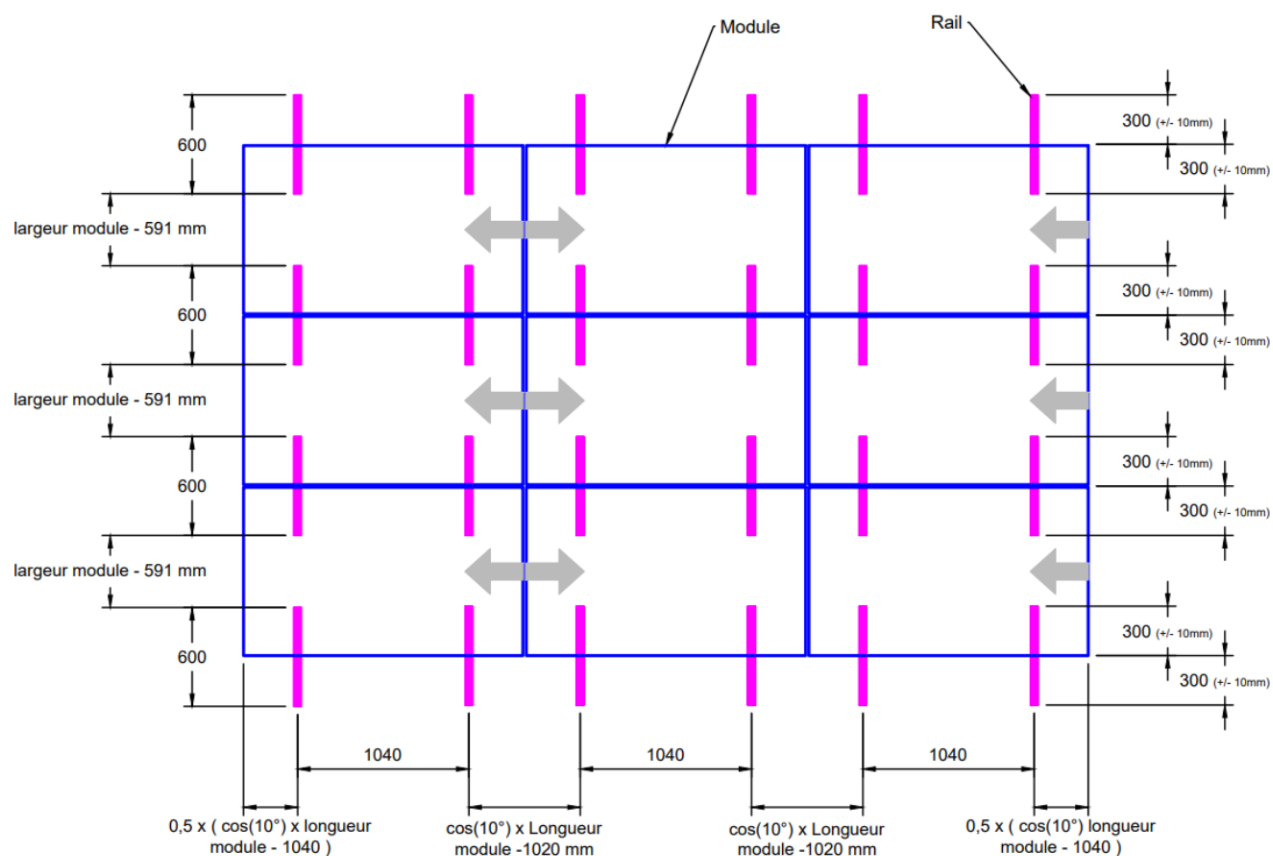 Module
Rail
600
300 (+/- 10mm)
300 (+/- 10mm)
largeur module - 591 mm
600
300 (+/- 10mm)
300 (+/- 10mm)
largeur module - 591 mm
600
300 (+/- 10mm)
300 (+/- 10mm)
largeur module - 591 mm
600
300 (+/- 10mm)
300 (+/- 10mm)
1040
1040
1040
0,5 x ( cos(10°) x longueur
module - 1040 )
cos(10°) x Longueur
module -1020 mm
cos(10°) x Longueur
module -1020 mm
0,5 x ( cos(10°) longueur
module - 1040 )